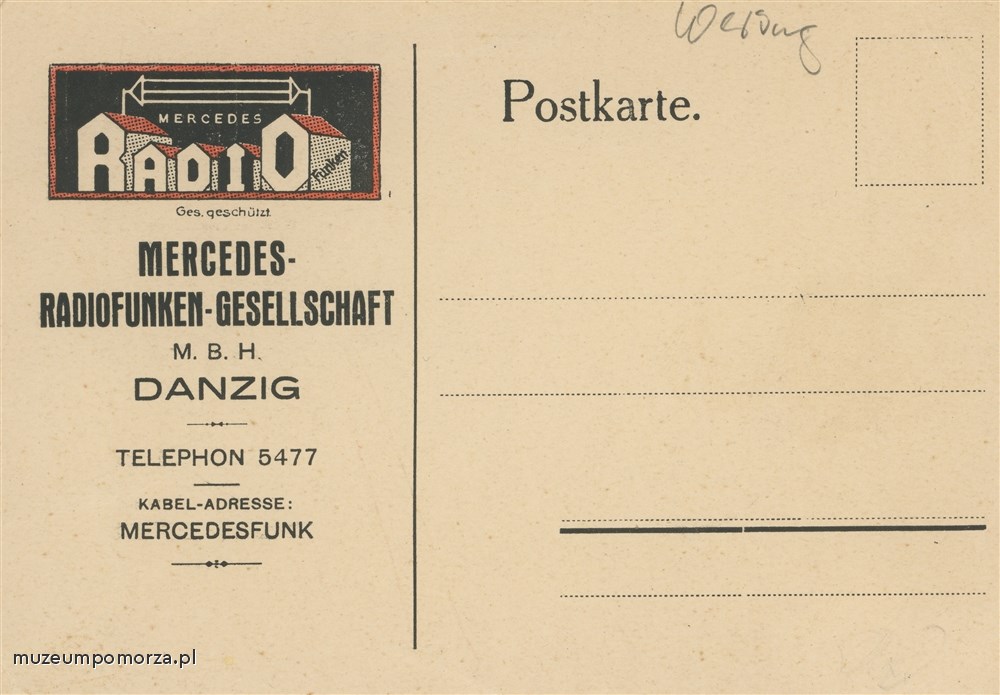 MERCEDES
RADIO
Funken
Ges. geschützt.
MERCEDES-
RADIOFUNKEN-GESELLSCHAFT
M. B. H.
DANZIG
TELEPHON 5477
KABEL-ADRESSE:
MERCEDESFUNK
Postkarte.
muzeumpomorza.pl